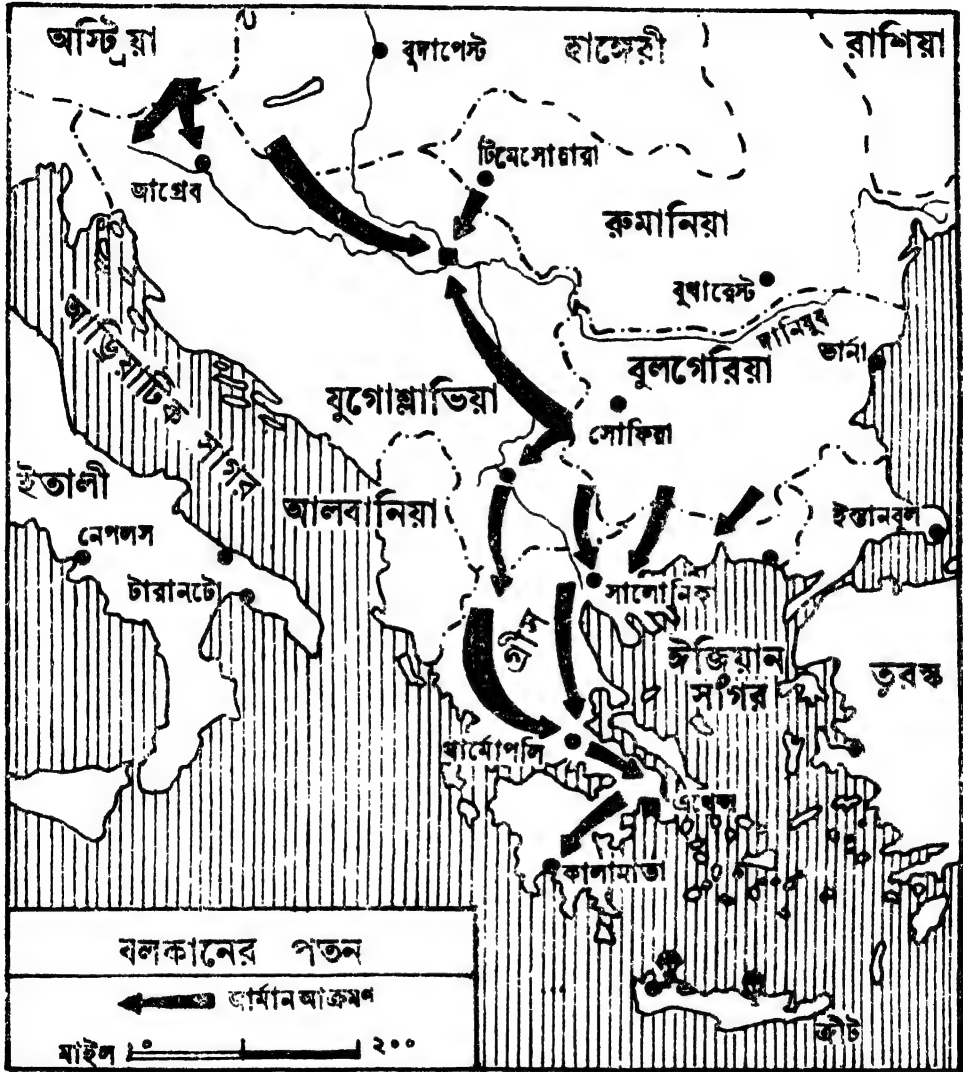 অস্ট্রিয়া
বুদাপেস্ট
হাঙ্গেরী
রাশিয়া
জাগ্রেব
টিমেসোয়ারা
রুমানিয়া
বুখারেস্ট
দানিয়ুব
ভার্না
আড্রিয়াটিক সাগর
যুগোশ্লাভিয়া
বুলগেরিয়া
সোফিয়া
ইতালী
আলবানিয়া
ইস্তানবুল
নেপলস
টারানটো
সালোনিক
গ্রীস
ঈজিয়ান
সাগর
তুরস্ক
থার্মোপলি
এথেন্স
কালামাতা
বলকানের পতন
জার্মান আক্রমণ
মাইল ০ ২০০
ক্রীট